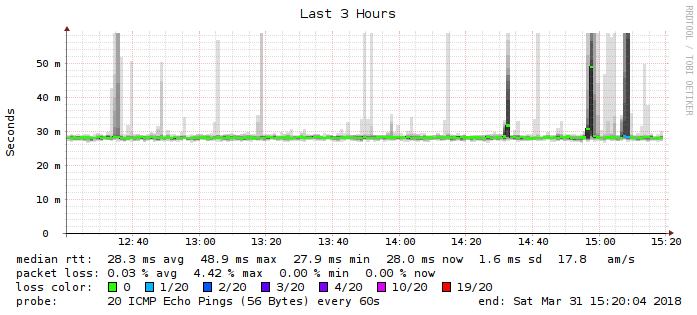 Last 3 Hours
RRDTOOL / TOBI OETIKER
Seconds
50 m
40 m
30 m
20 m
10 m
0
12:40 13:00 13:20 13:40 14:00 14:20 14:40 15:00 15:20
median rtt: 28.3 ms avg 48.9 ms max 27.9 ms min 28.0 ms now 1.6 ms sd 17.8 am/s
packet loss: 0.03 % avg 4.42 % max 0.00 % min 0.00 % now
loss color: 0 1/20 2/20 3/20 4/20 10/20 19/20
probe: 20 ICMP Echo Pings (56 Bytes) every 60s end: Sat Mar 31 15:20:04 2018